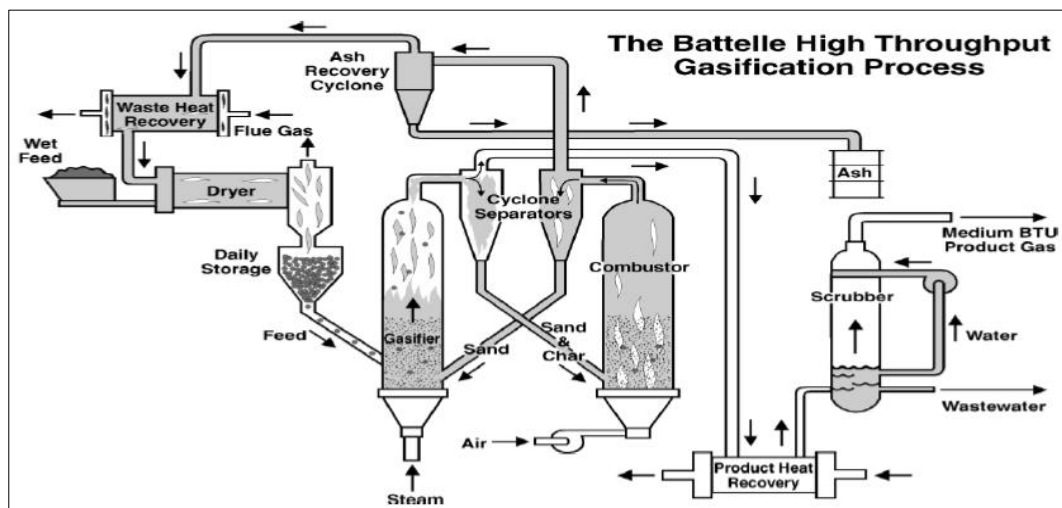 The Battelle High Throughput
Gasification Process
Ash
Recovery
Cyclone
Waste Heat
Recovery
Flue Gas
Wet
Feed
Dryer
Ash
Cyclone
Separators
Medium BTU
Product Gas
Daily
Storage
Combustor
Scrubber
Feed
Gasifier
Sand
Sand
&
Char
Water
Wastewater
Air
Product Heat
Recovery
Steam